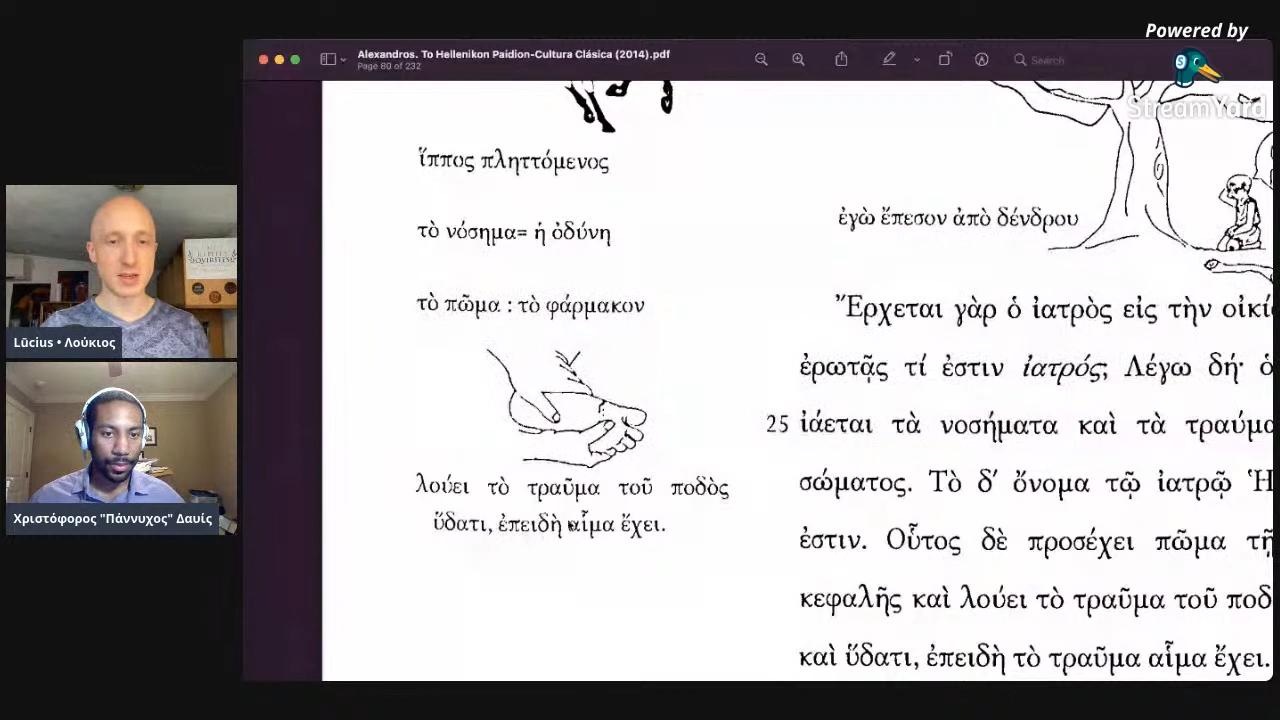 Powered by
StreamYard
Alexandros. To Hellenikon Paidion-Cultura Clásica (2014).pdf
Page 80 of 232
Search
ἵππος πληττόμενος
τὸ νόσημα= ἡ ὀδύνη
τὸ πῶμα : τὸ φάρμακον
λούει τὸ τραῦμα τοῦ ποδὸς
ὕδατι, ἐπειδὴ αἷμα ἔχει.
ἐγὼ ἔπεσον ἀπὸ δένδρου
Ἔρχεται γὰρ ὁ ἰατρὸς εἰς τὴν οἰκί
ἐρωτᾷς τί ἐστιν ἰατρός; Λέγω δή· ὁ
25 ἰάεται τὰ νοσήματα καὶ τὰ τραύμα
σώματος. Τὸ δ' ὄνομα τῷ ἰατρῷ Ἡ
ἐστιν. Οὗτος δὲ προσέχει πῶμα τῇ
κεφαλῆς καὶ λούει τὸ τραῦμα τοῦ ποδ
καὶ ὕδατι, ἐπειδὴ τὸ τραῦμα αἷμα ἔχει.
Lūcius • Λούκιος
Χριστόφορος "Πάννυχος" Δαυίς